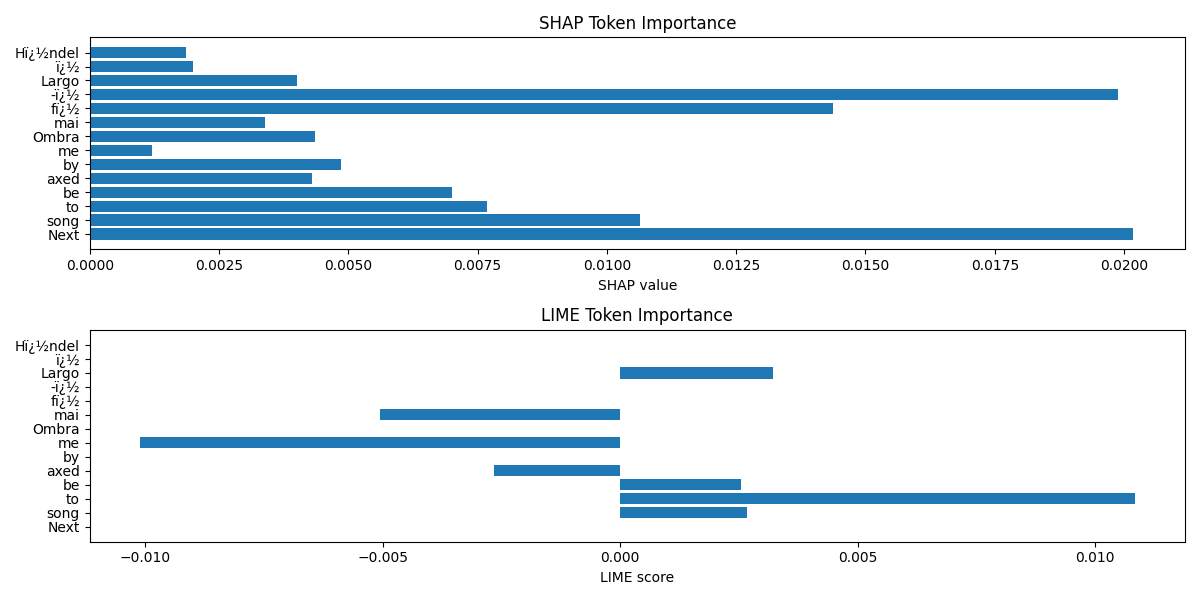 SHAP Token Importance
Hï¿½ndel
ï¿½
Largo
-ï¿½
fï¿½
mai
Ombra
me
by
axed
be
to
song
Next
0.0000 0.0025 0.0050 0.0075 0.0100 0.0125 0.0150 0.0175 0.0200
SHAP value
LIME Token Importance
Hï¿½ndel
ï¿½
Largo
-ï¿½
fï¿½
mai
Ombra
me
by
axed
be
to
song
Next
−0.010 −0.005 0.000 0.005 0.010
LIME score